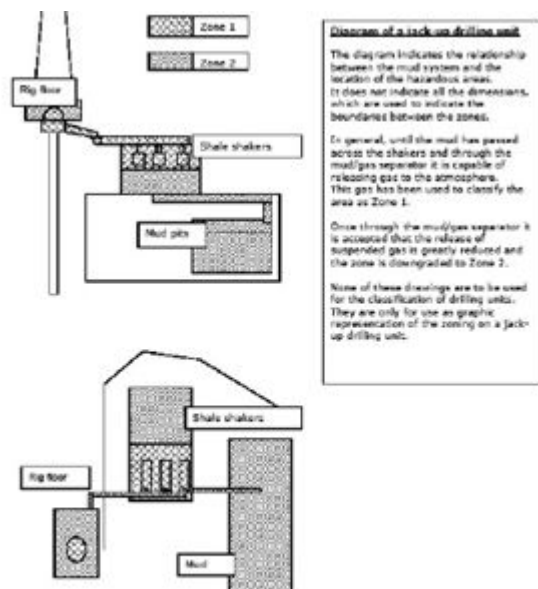 Zone 1
Zone 2
Rig floor
Shale shakers
Mud pits
Diagram of a jack-up drilling unit
The diagram indicates the relationship
between the mud system and the
location of the hazardous areas.
It does not indicate all the dimensions,
which are used to indicate the
boundaries between the zones.
In general, until the mud has passed
across the shakers and through the
mud/gas separator it is capable of
releasing gas to the atmosphere.
This gas has been used to classify the
area as Zone 1.
Once through the mud/gas separator it
is accepted that the release of
suspended gas is greatly reduced and
the zone is downgraded to Zone 2.
None of these drawings are to be used
for the classification of drilling units.
They are only for use as graphic
representation of the zoning on a jack-
up drilling unit.
Shale shakers
Rig floor
Mud